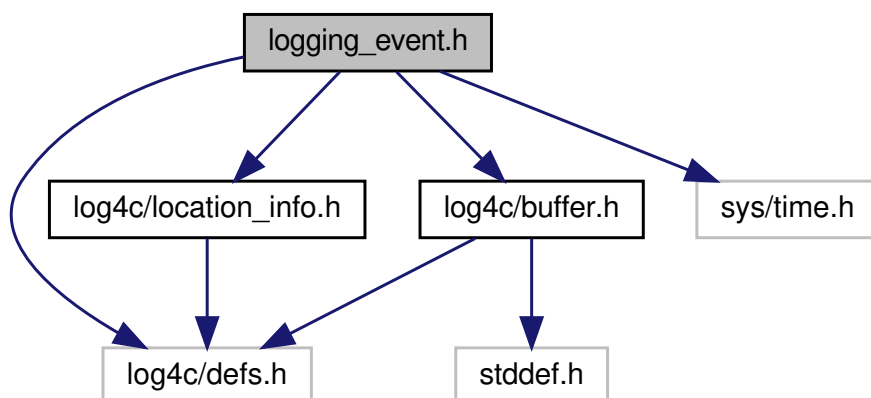 logging_event.h
log4c/location_info.h
log4c/buffer.h
sys/time.h
log4c/defs.h
stddef.h